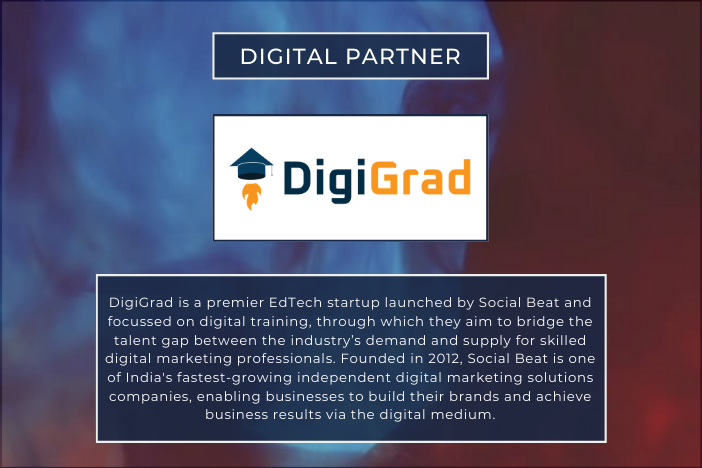 DIGITAL PARTNER
DigiGrad
DigiGrad is a premier EdTech startup launched by Social Beat and
focussed on digital training, through which they aim to bridge the
talent gap between the industry's demand and supply for skilled
digital marketing professionals. Founded in 2012, Social Beat is one
of India's fastest-growing independent digital marketing solutions
companies, enabling businesses to build their brands and achieve
business results via the digital medium.